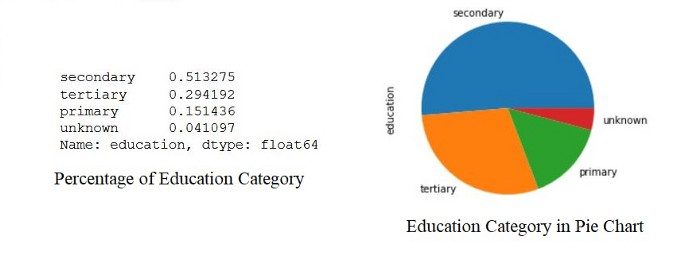 secondary 0.513275
tertiary 0.294192
primary 0.151436
unknown 0.041097
Name: education, dtype: float64
Percentage of Education Category
secondary
education
unknown
primary
tertiary
Education Category in Pie Chart